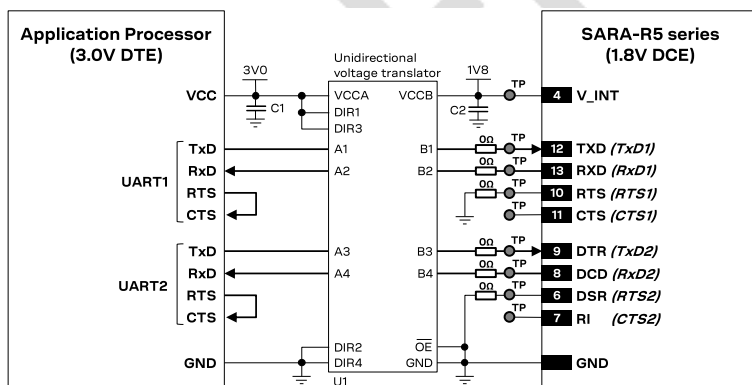 Application Processor
(3.0V DTE)
SARA-R5 series
(1.8V DCE)
Unidirectional
voltage translator
3V0
1V8
TP
VCC
VCCA
VCCB
4
V_INT
C1
C2
DIR1
DIR3
0Ω
TP
TxD
A1
B1
12
TXD (TxD1)
0Ω
TP
RxD
A2
B2
13
RXD (RxD1)
UART1
0Ω
TP
RTS
10
RTS (RTS1)
TP
CTS
11
CTS (CTS1)
0Ω
TP
TxD
A3
B3
9
DTR (TxD2)
0Ω
TP
RxD
A4
B4
8
DCD (RxD2)
UART2
0Ω
TP
RTS
6
DSR (RTS2)
TP
CTS
7
RI (CTS2)
DIR2
OE
GND
DIR4
GND
GND
U1